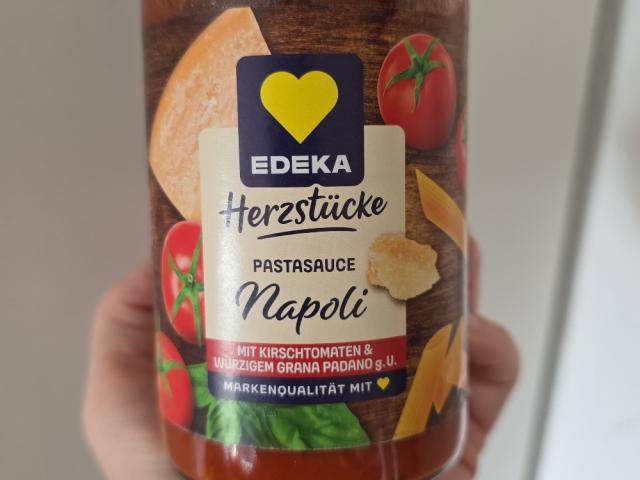 EDEKA
Herzstücke
PASTASAUCE
Napoli
MIT KIRSCHTOMATEN &
WÜRZIGEM GRANA PADANO g.U.
MARKENQUALITÄT MIT